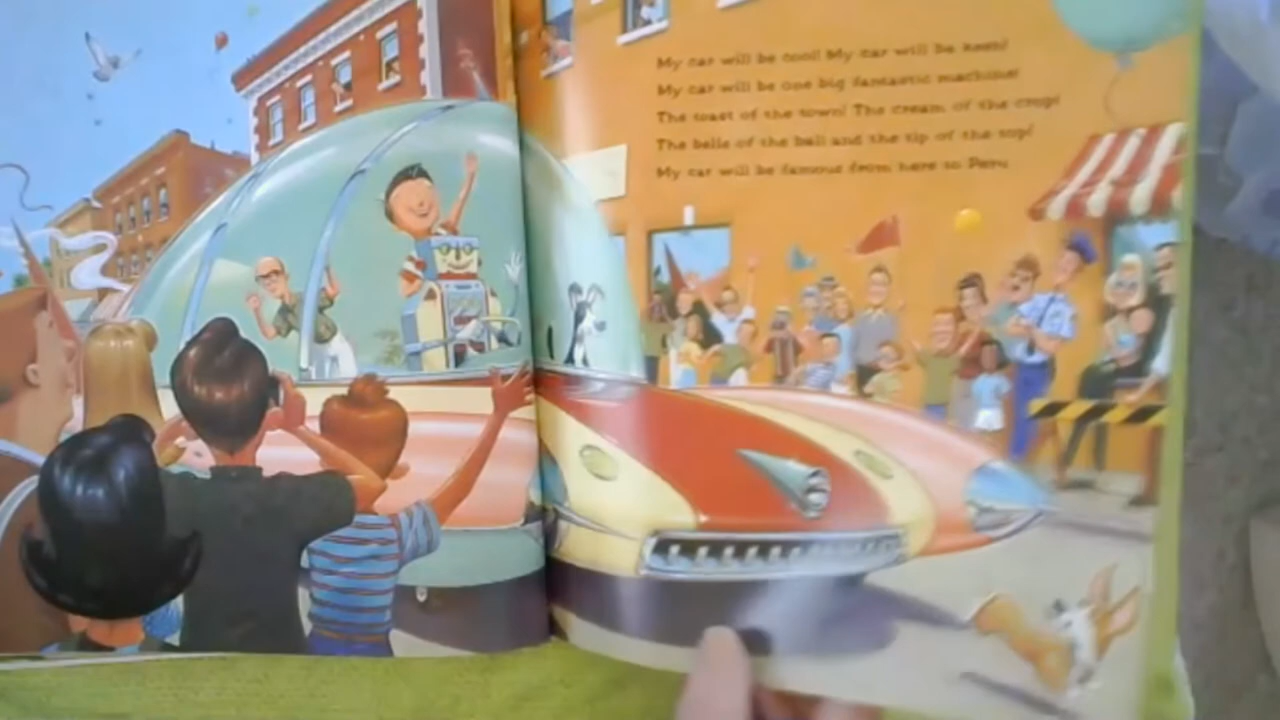 My car will be cool! My car will be keen!
My car will be one big fantastic machine!
The toast of the town! The cream of the crop!
The belle of the ball and the tip of the top!
My car will be famous from here to Peru